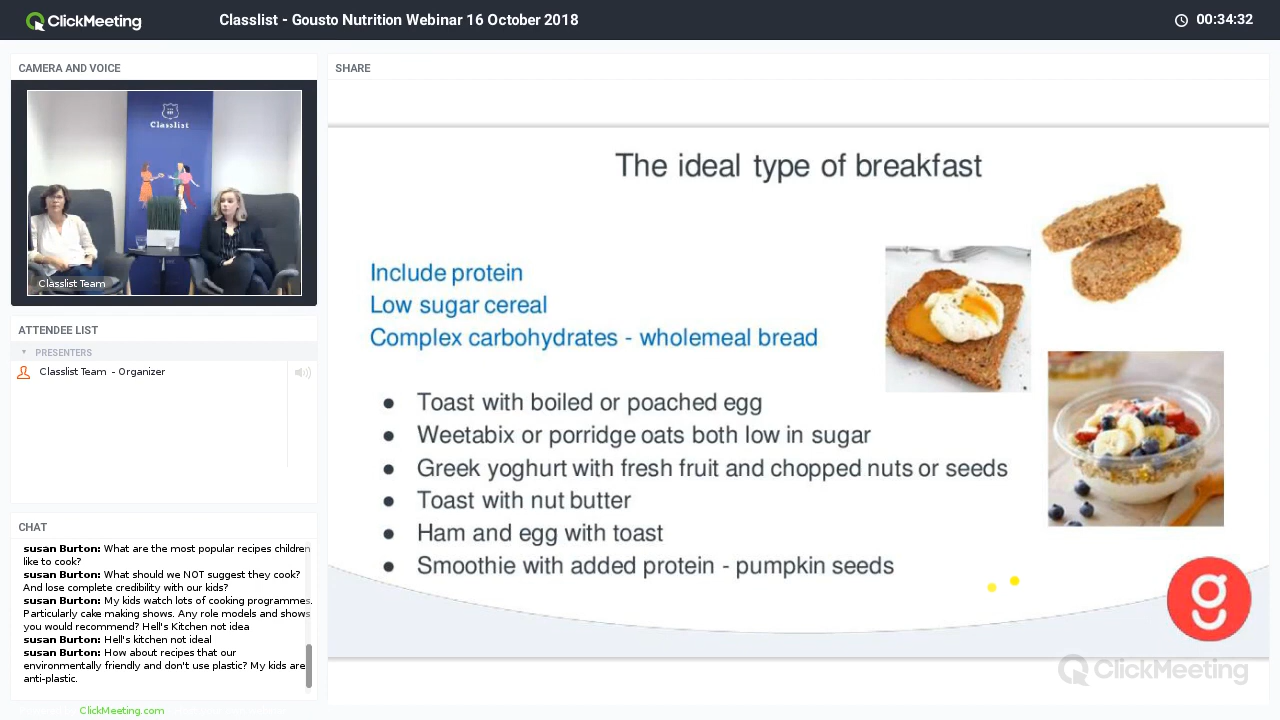 ClickMeeting
Classlist - Gousto Nutrition Webinar 16 October 2018
00:34:32
CAMERA AND VOICE
Classlist
Classlist Team
ATTENDEE LIST
PRESENTERS
Classlist Team - Organizer
CHAT
susan Burton: What are the most popular recipes children
like to cook?
susan Burton: What should we NOT suggest they cook?
And lose complete credibility with our kids?
susan Burton: My kids watch lots of cooking programmes.
Particularly cake making shows. Any role models and shows
you would recommend? Hell's Kitchen not idea
susan Burton: Hell's kitchen not ideal
susan Burton: How about recipes that our
environmentally friendly and don't use plastic? My kids are
anti-plastic.
ClickMeeting.com
SHARE
The ideal type of breakfast
Include protein
Low sugar cereal
Complex carbohydrates - wholemeal bread
● Toast with boiled or poached egg
● Weetabix or porridge oats both low in sugar
● Greek yoghurt with fresh fruit and chopped nuts or seeds
● Toast with nut butter
● Ham and egg with toast
● Smoothie with added protein - pumpkin seeds
g
ClickMeeting